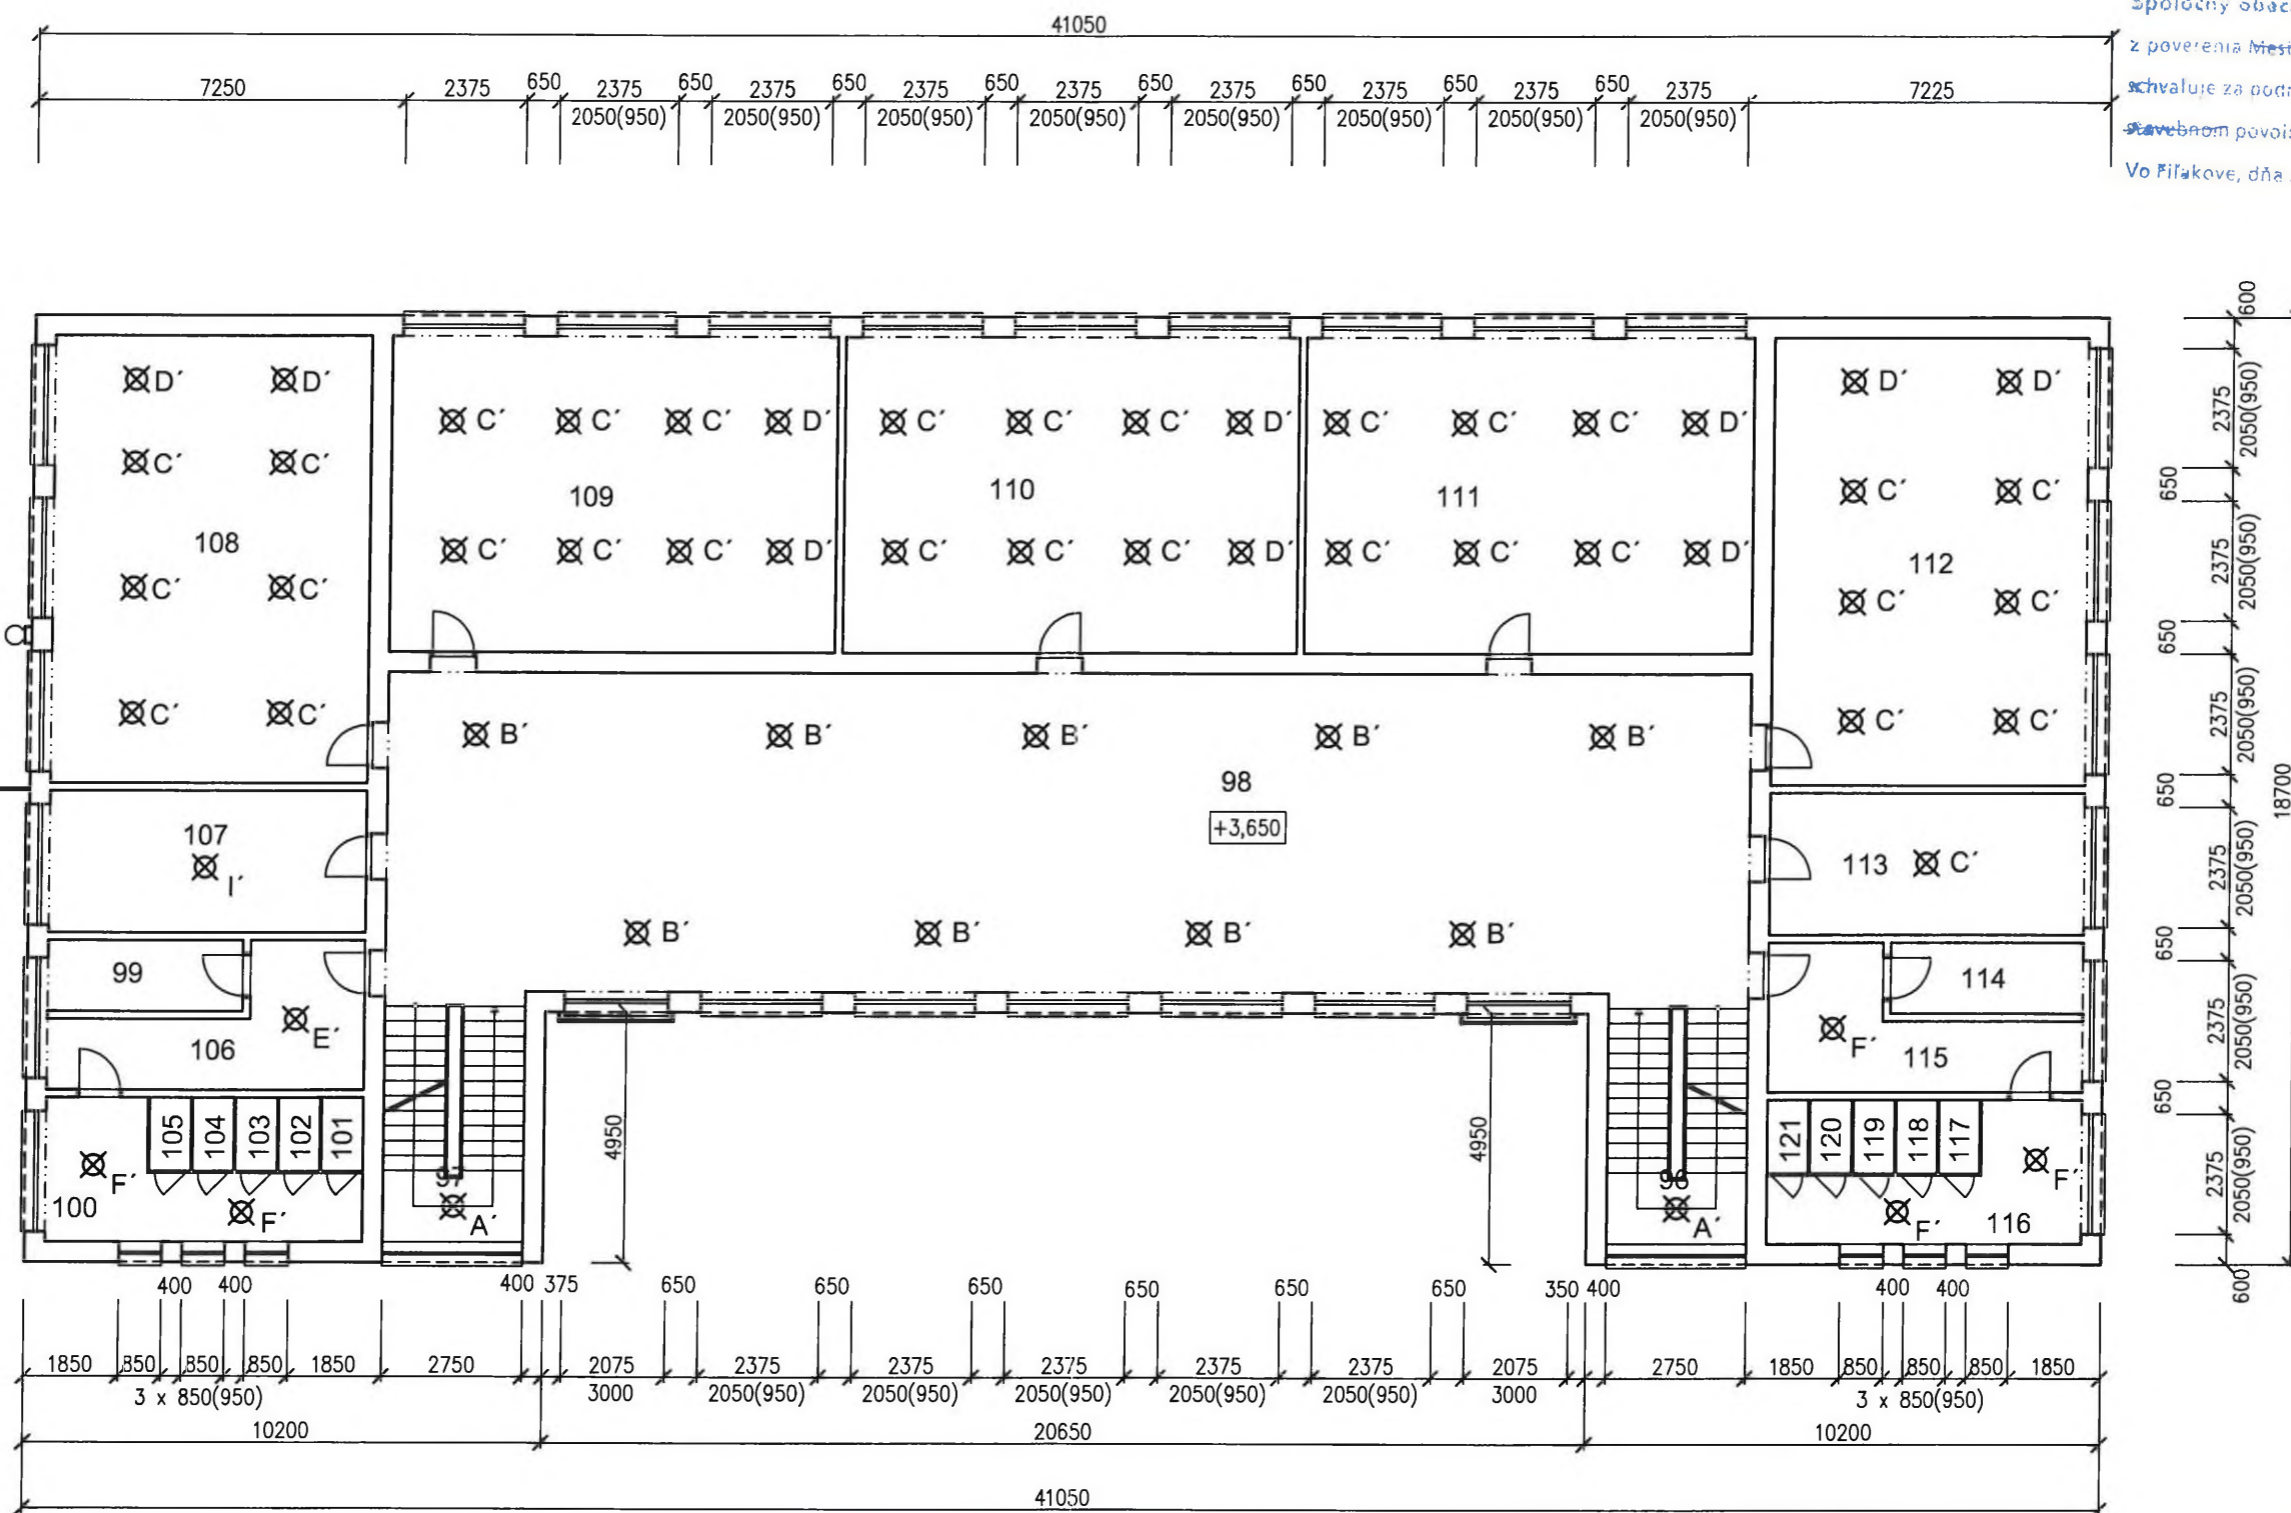 Spoločný obec
z poverenia
schvaľuje za
stavebnom
Vo Fiľakove, dňa
41050
7250 2375 650 2375 650 2375 650 2375 650 2375 650 2375 650 2375 650 2375 650 2375 7225
2050(950) 2050(950) 2050(950) 2050(950) 2050(950) 2050(950) 2050(950) 2050(950)
600
D´ D´ D´ D´
2375
2050(950)
C´ C´ C´ D´ C´ C´ C´ D´ C´ C´ C´ D´
C´ C´ C´ C´
650
109 110 111
108
C´ C´ C´ D´ C´ C´ C´ D´ C´ C´ C´ D´
112
2375
2050(950)
C´ C´ C´ C´
650
C´ C´ C´ C´
2375
2050(950)
B´ B´ B´ B´ B´
98
+3,650
650
18700
107
I´
113 C´
2375
2050(950)
B´ B´ B´ B´
650
99
114
E´
F´
106
115
2375
2050(950)
650
105 104 103 102 101
121 120 119 118 117
4950 4950
F´
F´
97
A´
98
A´
F´
F´
100
116
2375
2050(950)
600
400 400 400 375 650 650 650 650 650 650 350 400 400 400
1850 850 850 850 1850 2750 2075 2375 2375 2375 2375 2375 2075 2750 1850 850 850 850 1850
3 x 850(950) 3000 2050(950) 2050(950) 2050(950) 2050(950) 2050(950) 3000 3 x 850(950)
10200 20650 10200
41050